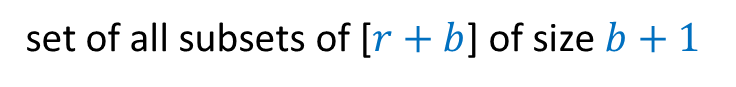 set of all subsets of [r + b] of size b + 1